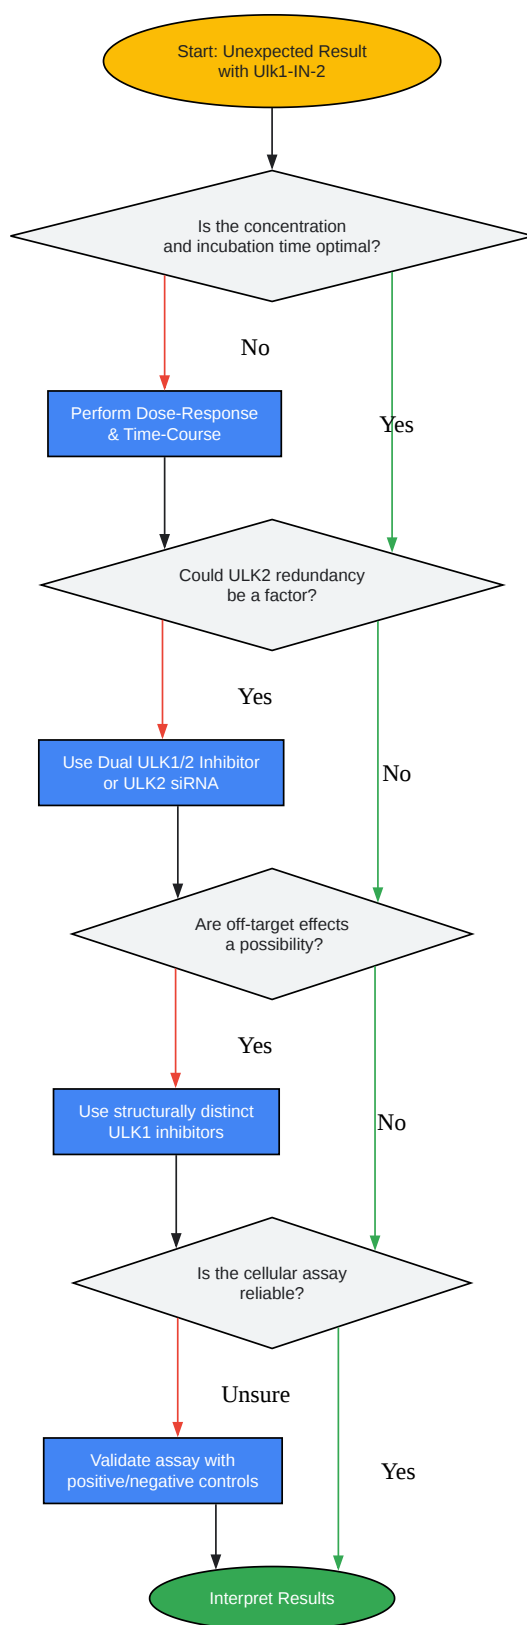 Start: Unexpected Result
with Ulk1-IN-2
Is the concentration
and incubation time optimal?
No
Perform Dose-Response
& Time-Course
Yes
Could ULK2 redundancy
be a factor?
Yes
Use Dual ULK1/2 Inhibitor
or ULK2 siRNA
No
Are off-target effects
a possibility?
Yes
Use structurally distinct
ULK1 inhibitors
No
Is the cellular assay
reliable?
Unsure
Validate assay with
positive/negative controls
Yes
Interpret Results